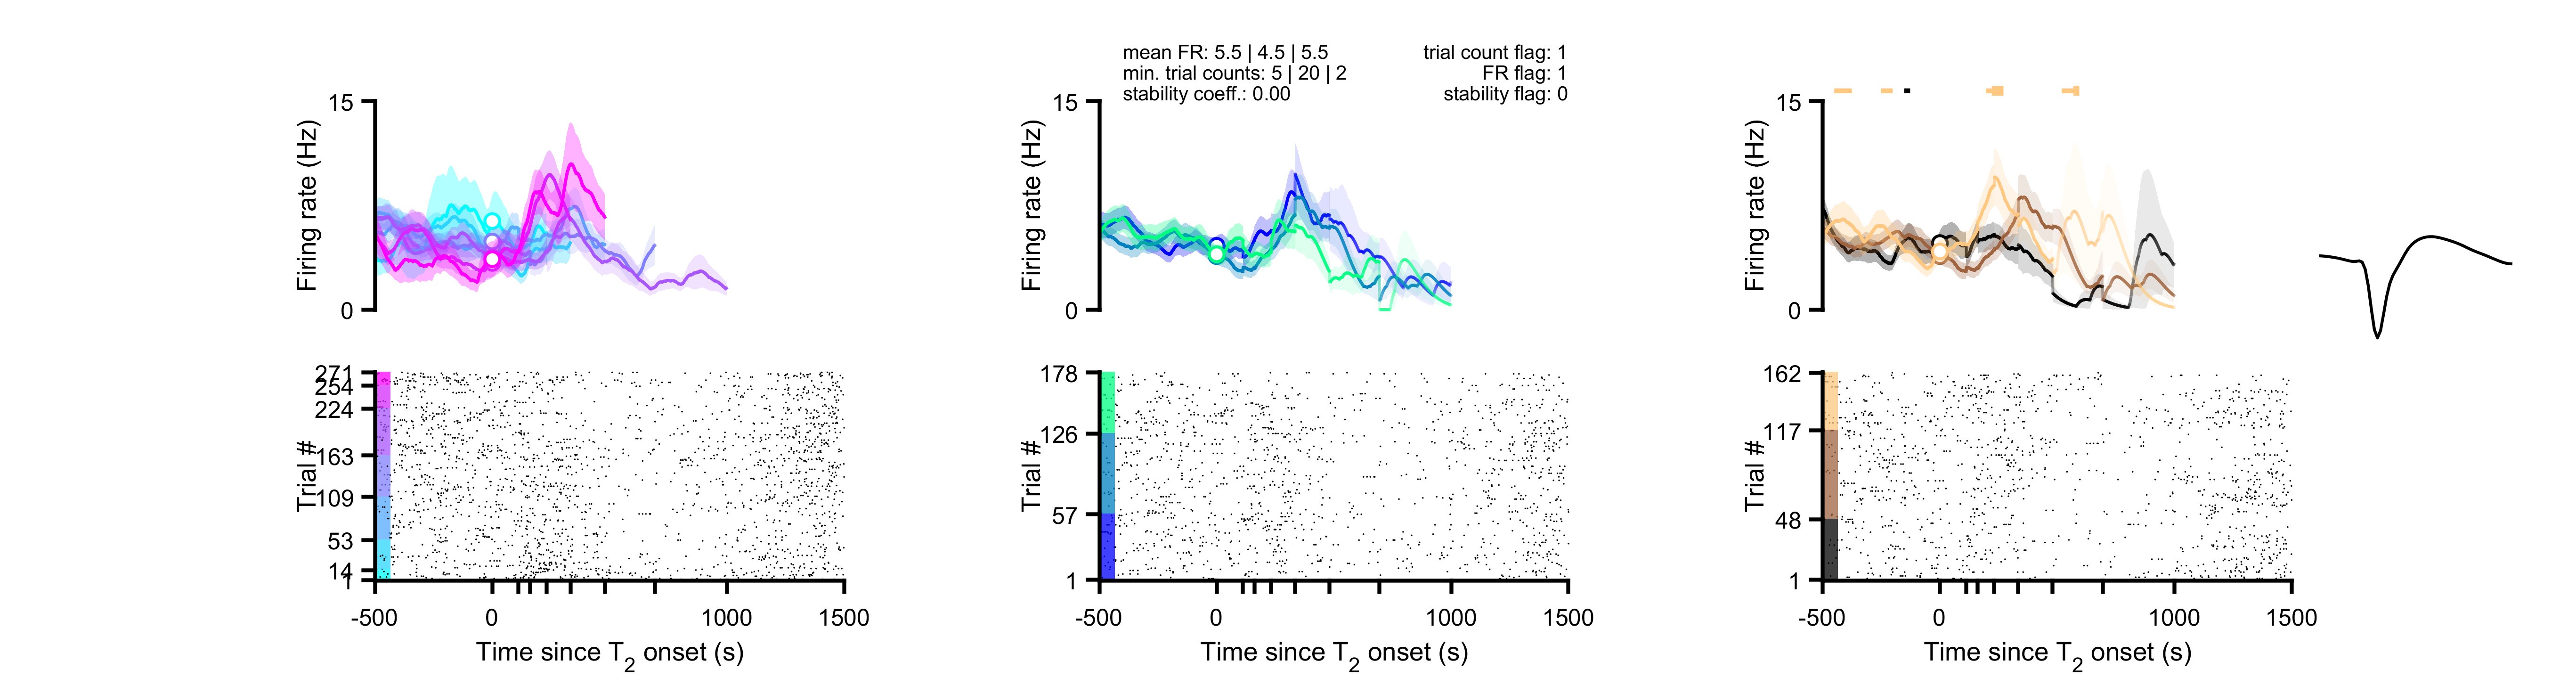 mean FR: 5.5 | 4.5 | 5.5
min. trial counts: 5 | 20 | 2
stability coeff.: 0.00
trial count flag: 1
FR flag: 1
stability flag: 0
15
Firing rate (Hz)
0
15
Firing rate (Hz)
0
15
Firing rate (Hz)
0
271
254
224
163
109
53
14
1
Trial #
-500
0
1000
1500
Time since T2 onset (s)
178
126
57
1
Trial #
-500
0
1000
1500
Time since T2 onset (s)
162
117
48
1
Trial #
-500
0
1000
1500
Time since T2 onset (s)